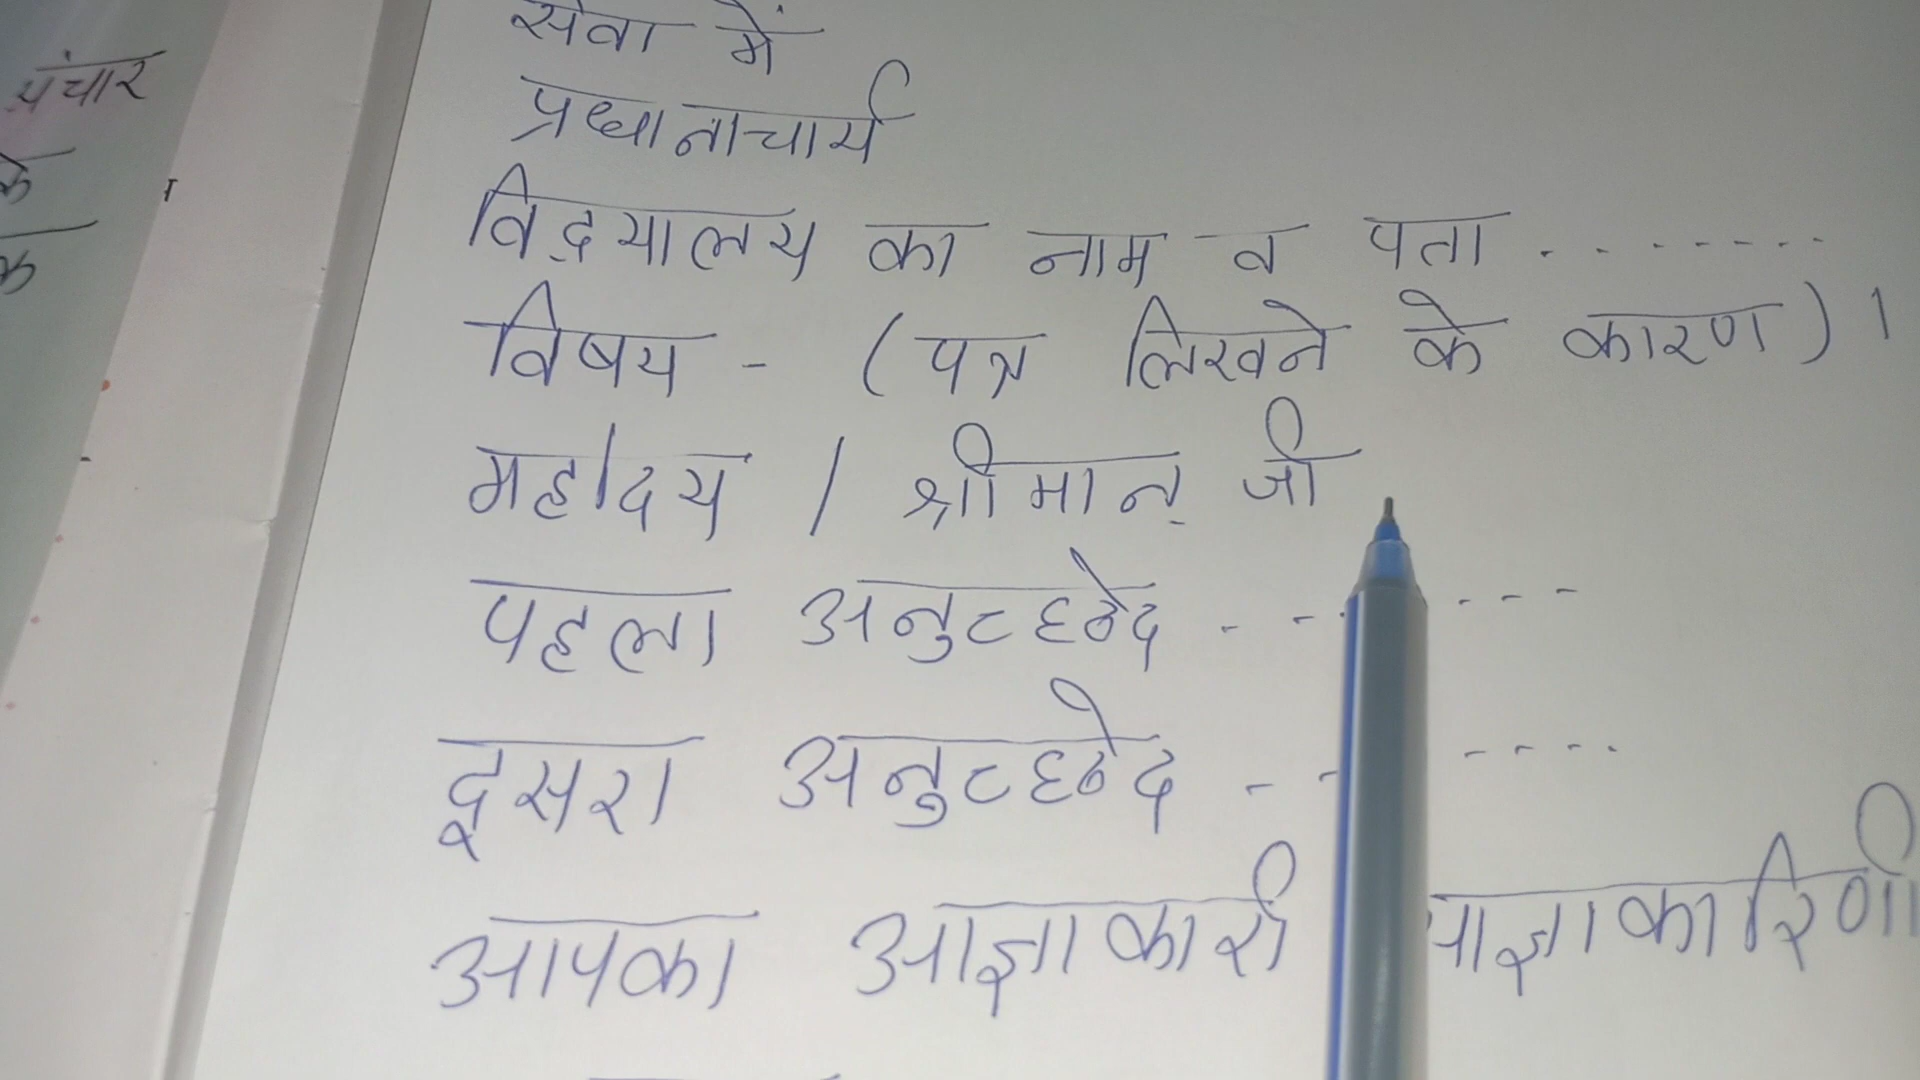 सेवा में
प्रधानाचार्य
विद्यालय का नाम व पता . . . . . . . .
विषय - (पत्र लिखने के कारण) ।
महोदय / श्रीमान् जी
पहला अनुच्छेद - - - - - -
दूसरा अनुच्छेद - - - - - -
आपका आज्ञाकारी आज्ञाकारिणी